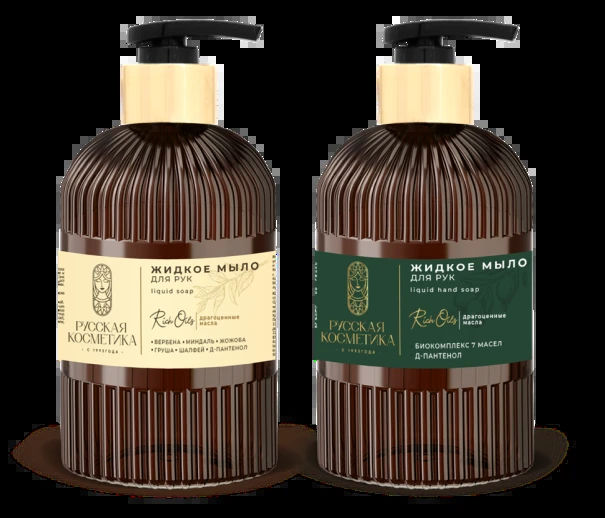 ЖИДКОЕ МЫЛО
ДЛЯ РУК
liquid soap
РУССКАЯ
КОСМЕТИКА
Rich Oils
драгоценные
масла
•ВЕРБЕНА •МИНДАЛЬ •ЖОЖОБА
•ГРУША •ШАЛФЕЙ •Д-ПАНТЕНОЛ
ЖИДКОЕ МЫЛО
ДЛЯ РУК
liquid hand soap
РУССКАЯ
КОСМЕТИКА
Rich Oils
драгоценные
масла
БИОКОМПЛЕКС 7 МАСЕЛ
Д-ПАНТЕНОЛ